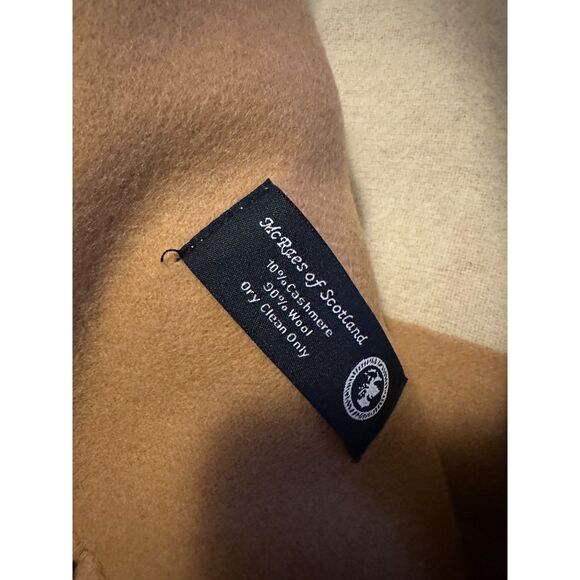 McRaes of Scotland
10% Cashmere
90% Wool
Dry Clean Only